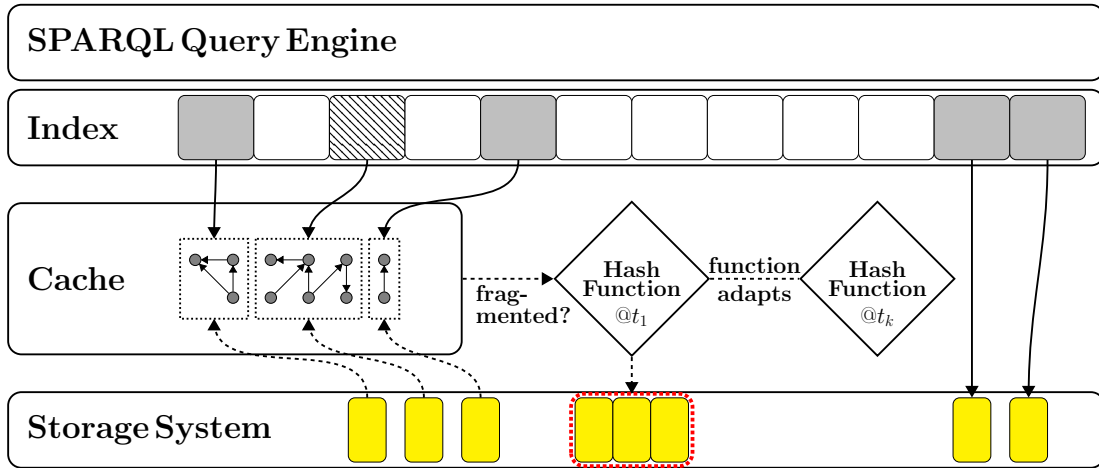 SPARQL Query Engine
Index
Cache
frag-
mented?
Hash
Function
@t₁
function
adapts
Hash
Function
@tₖ
Storage System